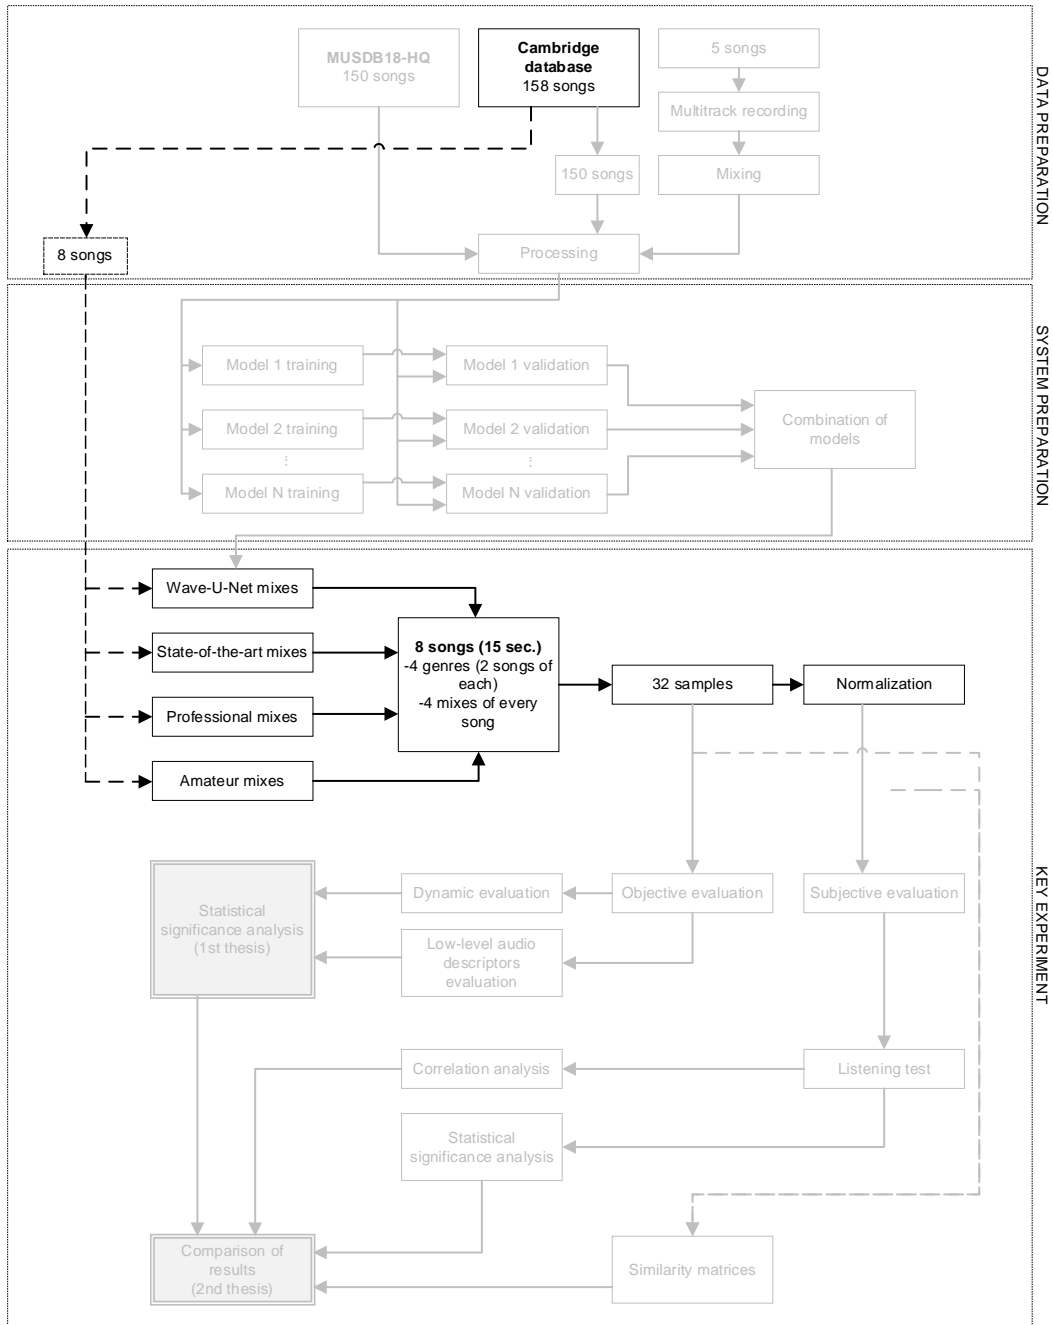 MUSDB18-HQ
150 songs
Cambridge
database
158 songs
5 songs
Multitrack recording
150 songs
Mixing
8 songs
Processing
DATA PREPARATION
Model 1 training
Model 1 validation
Model 2 training
Model 2 validation
Combination of
models
⋮
⋮
Model N training
Model N validation
SYSTEM PREPARATION
Wave-U-Net mixes
State-of-the-art mixes
Professional mixes
Amateur mixes
8 songs (15 sec.)
-4 genres (2 songs of
each)
-4 mixes of every
song
32 samples
Normalization
Statistical
significance analysis
(1st thesis)
Dynamic evaluation
Objective evaluation
Subjective evaluation
Low-level audio
descriptors
evaluation
Correlation analysis
Listening test
Statistical
significance analysis
Comparison of
results
(2nd thesis)
Similarity matrices
KEY EXPERIMENT